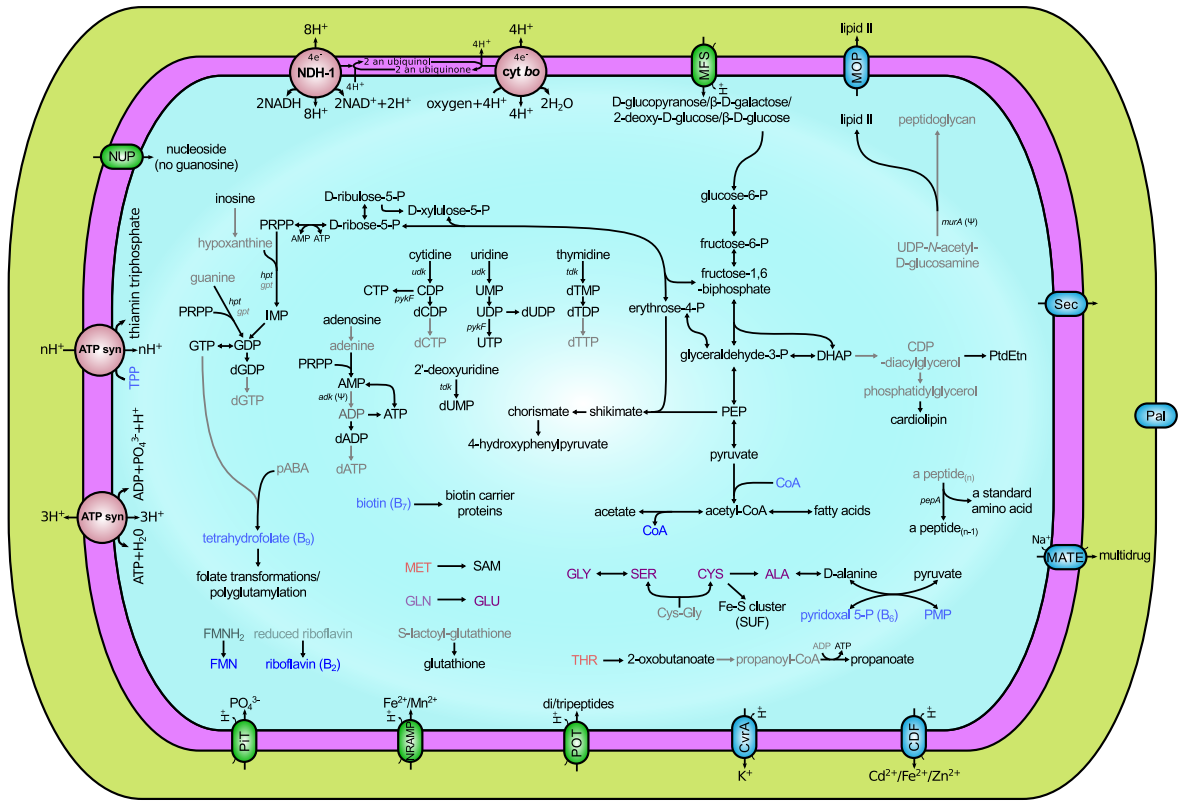 8H⁺
4e⁻
NDH-1
2NADH
2NAD⁺+2H⁺
8H⁺
2 an ubiquinol
2 an ubiquinone
4H⁺
4H⁺
4H⁺
4e⁻
cyt bo
oxygen+4H⁺
2H₂O
4H⁺
MFS
H⁺
D-glucopyranose/β-D-galactose/
2-deoxy-D-glucose/β-D-glucose
lipid II
MOP
lipid II
peptidoglycan
murA (Ψ)
UDP-N-acetyl-
D-glucosamine
NUP
nucleoside
(no guanosine)
inosine
hypoxanthine
PRPP
AMP
ATP
D-ribulose-5-P
D-ribose-5-P
D-xylulose-5-P
guanine
hpt
gpt
hpt
gpt
PRPP
IMP
GTP
GDP
dGDP
dGTP
adenosine
adenine
PRPP
AMP
adk (Ψ)
ADP
ATP
dADP
dATP
cytidine
udk
CTP
CDP
pykF
dCDP
dCTP
uridine
udk
UMP
UDP
dUDP
pykF
UTP
thymidine
tdk
dTMP
dTDP
dTTP
2'-deoxyuridine
tdk
dUMP
glucose-6-P
fructose-6-P
fructose-1,6
-biphosphate
erythrose-4-P
glyceraldehyde-3-P
DHAP
CDP
-diacylglycerol
PtdEtn
phosphatidylglycerol
cardiolipin
chorismate
shikimate
PEP
4-hydroxyphenylpyruvate
pyruvate
CoA
acetate
acetyl-CoA
fatty acids
CoA
Sec
Pal
thiamin triphosphate
nH⁺
ATP syn
nH⁺
TPP
ADP+PO₄³⁻+H⁺
3H⁺
ATP syn
3H⁺
ATP+H₂0
pABA
tetrahydrofolate (B₉)
folate transformations/
polyglutamylation
biotin (B₇)
biotin carrier
proteins
a peptide(n)
pepA
a standard
amino acid
a peptide(n-1)
Na⁺
MATE
multidrug
MET
SAM
GLN
GLU
GLY
SER
CYS
ALA
D-alanine
pyruvate
Cys-Gly
Fe-S cluster
(SUF)
pyridoxal 5-P (B₆)
PMP
FMNH₂
FMN
reduced riboflavin
riboflavin (B₂)
S-lactoyl-glutathione
glutathione
THR
2-oxobutanoate
propanoyl-CoA
ADP
ATP
propanoate
PO₄³⁻
H⁺
PiT
Fe²⁺/Mn²⁺
H⁺
NRAMP
di/tripeptides
H⁺
POT
H⁺
CvrA
K⁺
H⁺
CDF
Cd²⁺/Fe²⁺/Zn²⁺